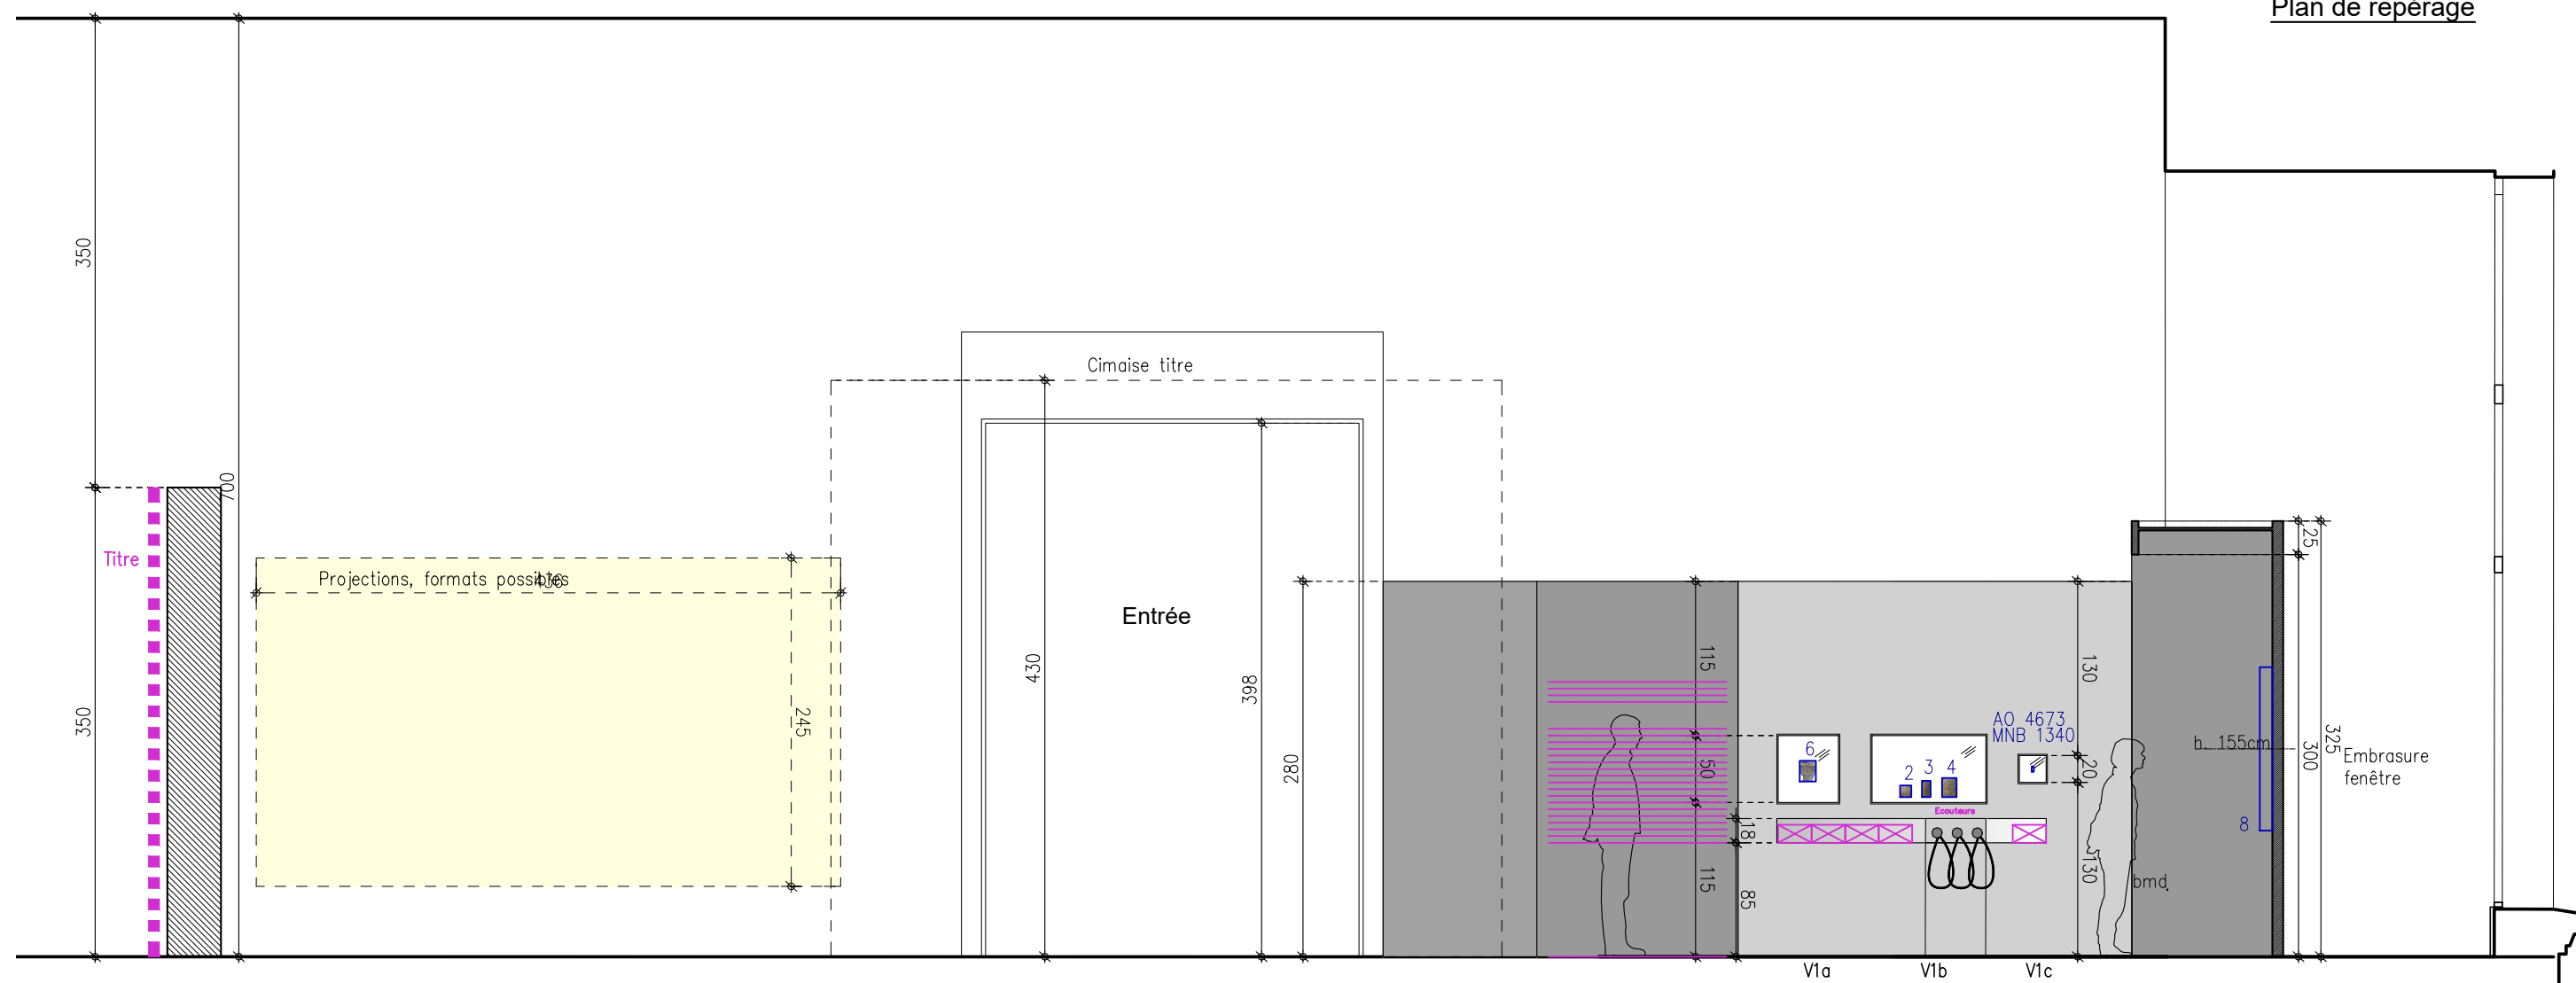 Plan de repérage
350
700
Cimaise titre
Titre
Projections, formats possibles
436
Entrée
430
398
280
245
350
115
50
18
115
85
6
2 3 4
Ecouteurs
AO 4673
MNB 1340
130
20
130
bmd
h. 155cm
8
25
325
300
Embrasure
fenêtre
V1a V1b V1c